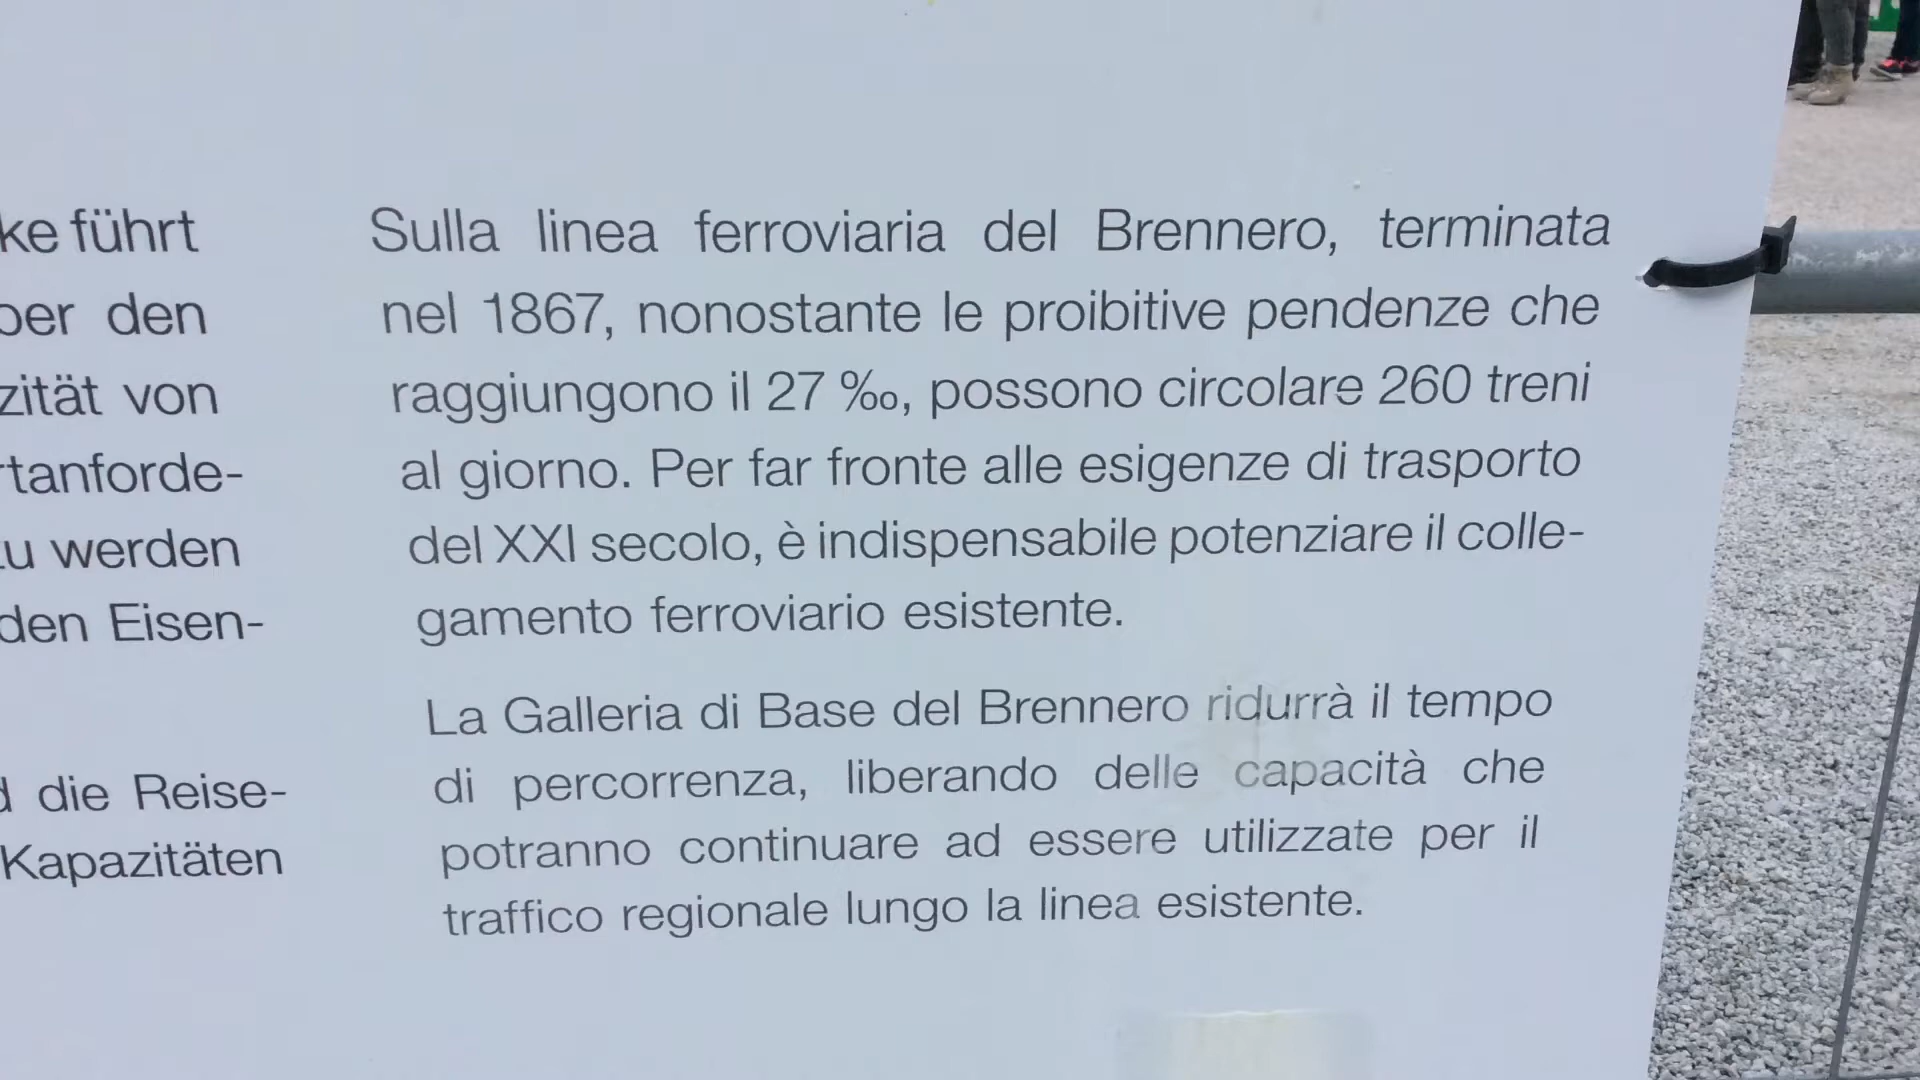 ke führt
ber den
zität von
tanforde-
zu werden
den Eisen-
d die Reise-
Kapazitäten
Sulla linea ferroviaria del Brennero, terminata
nel 1867, nonostante le proibitive pendenze che
raggiungono il 27 ‰, possono circolare 260 treni
al giorno. Per far fronte alle esigenze di trasporto
del XXI secolo, è indispensabile potenziare il colle-
gamento ferroviario esistente.
La Galleria di Base del Brennero ridurrà il tempo
di percorrenza, liberando delle capacità che
potranno continuare ad essere utilizzate per il
traffico regionale lungo la linea esistente.